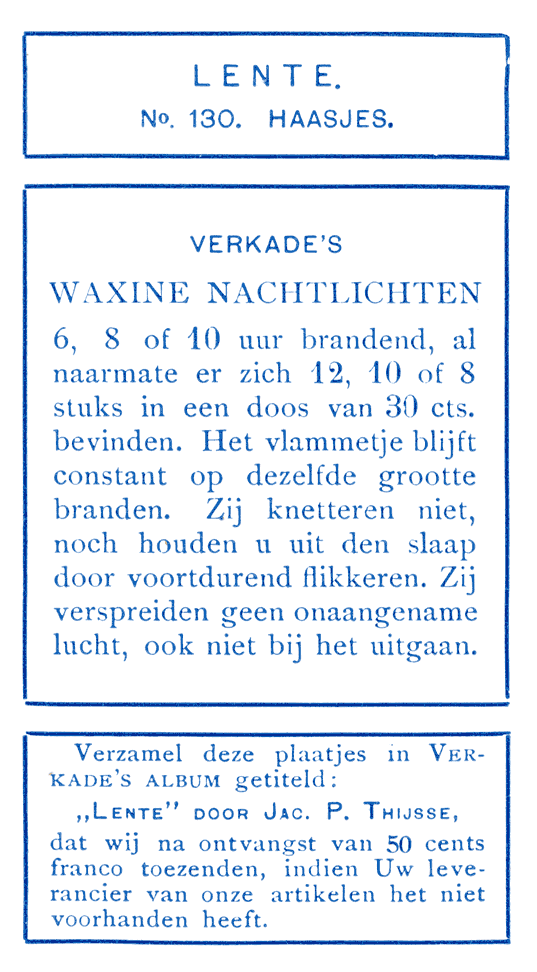 LENTE.
No. 130. HAASJES.
VERKADE'S
WAXINE NACHTLICHTEN
6, 8 of 10 uur brandend, al
naarmate er zich 12, 10 of 8
stuks in een doos van 30 cts.
bevinden. Het vlammetje blijft
constant op dezelfde grootte
branden. Zij knetteren niet,
noch houden u uit den slaap
door voortdurend flikkeren. Zij
verspreiden geen onaangename
lucht, ook niet bij het uitgaan.
Verzamel deze plaatjes in VER-
KADE'S ALBUM getiteld:
„LENTE" DOOR JAC. P. THIJSSE,
dat wij na ontvangst van 50 cents
franco toezenden, indien Uw leve-
rancier van onze artikelen het niet
voorhanden heeft.